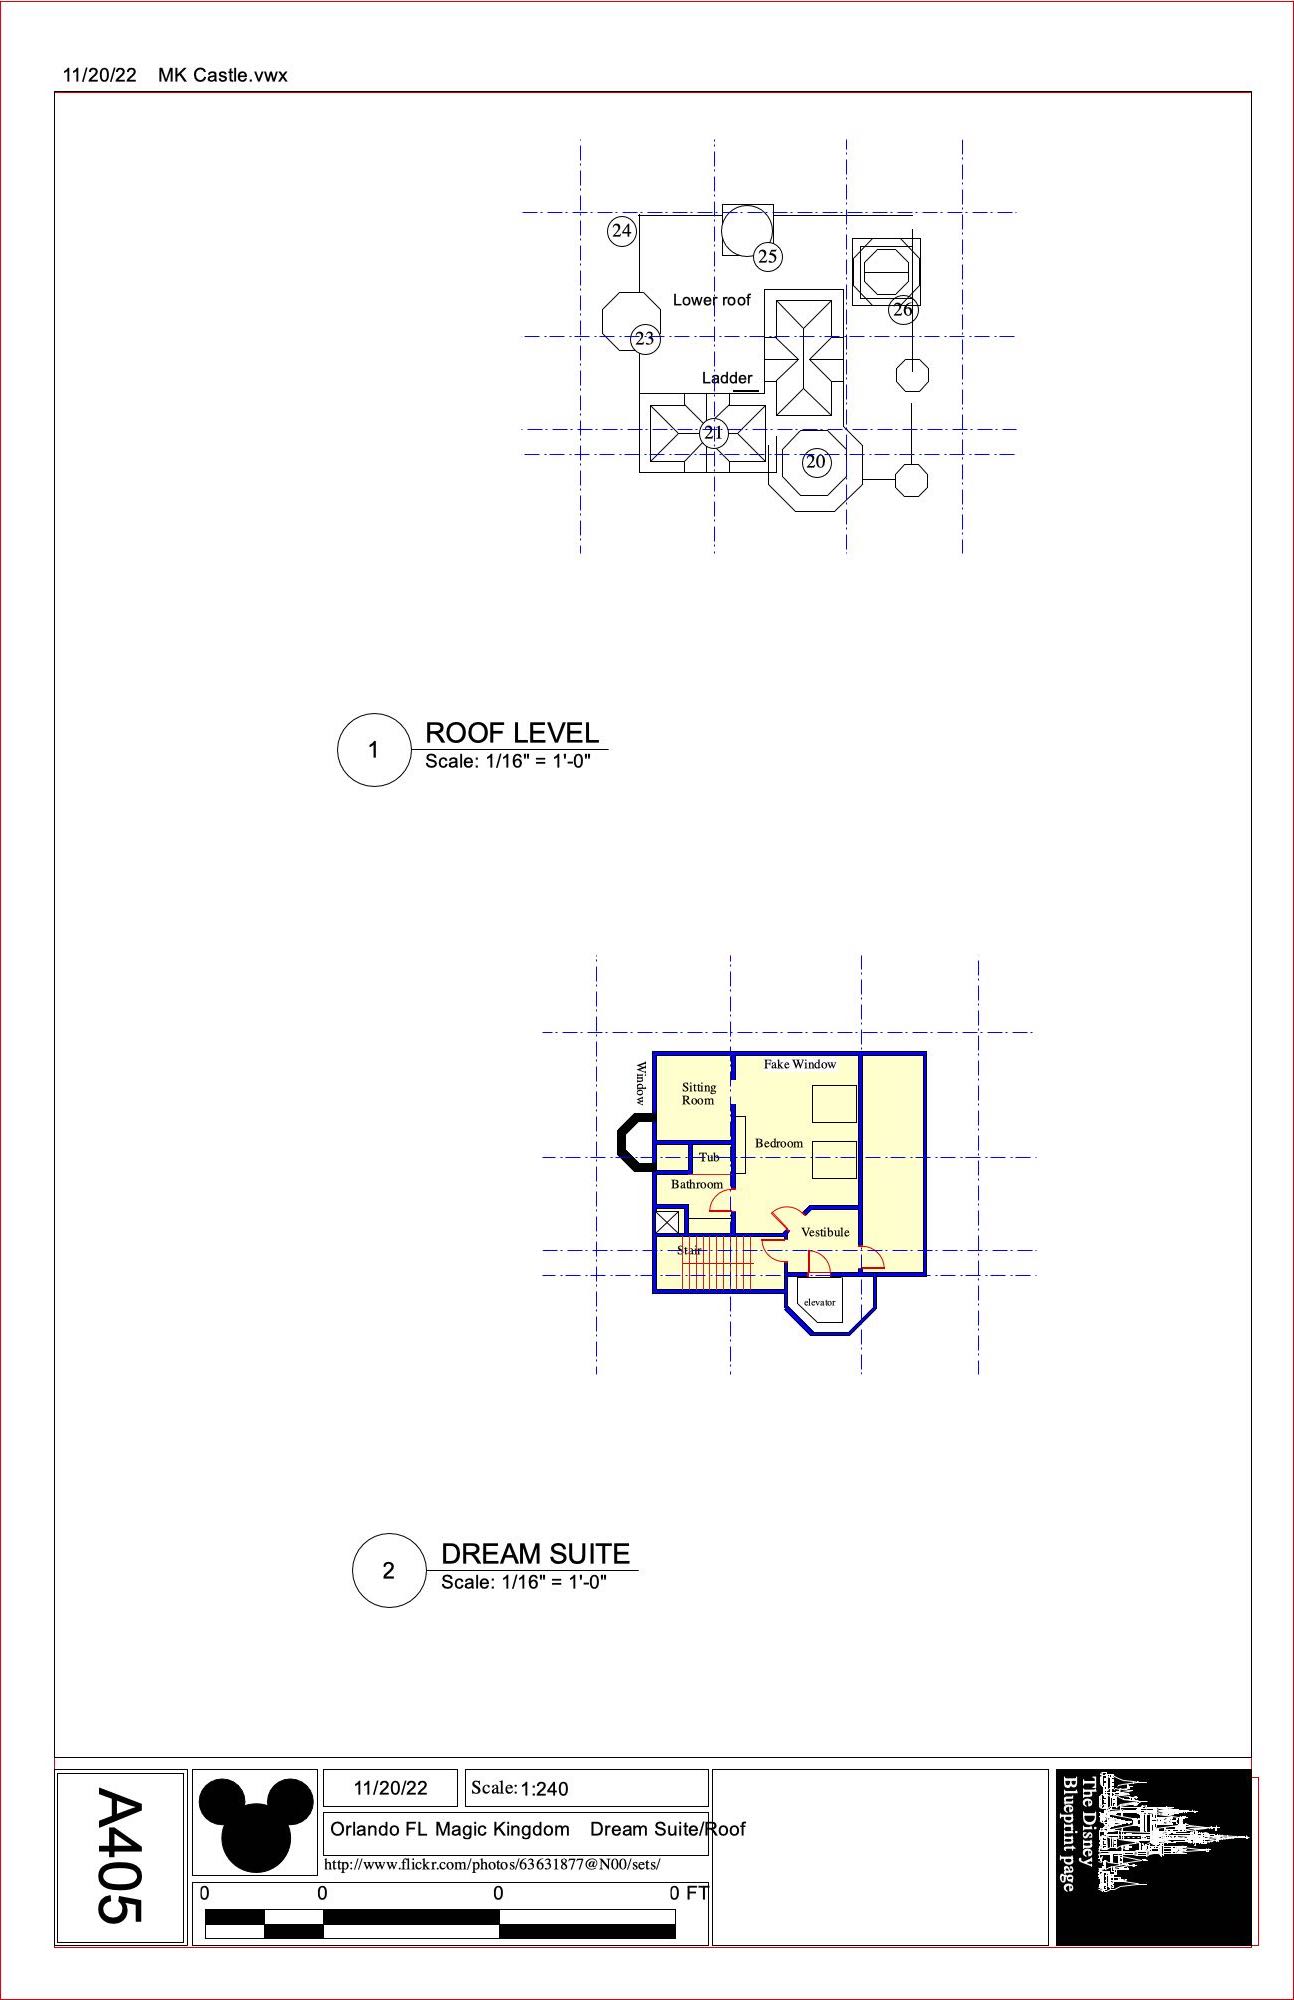 11/20/22 MK Castle.vwx
24
25
26
Lower roof
23
Ladder
21
20
1
ROOF LEVEL
Scale: 1/16" = 1'-0"
Window
Fake Window
Sitting
Room
Bedroom
Tub
Bathroom
Vestibule
Stair
elevator
2
DREAM SUITE
Scale: 1/16" = 1'-0"
A405
11/20/22
Scale: 1:240
Orlando FL Magic Kingdom Dream Suite/Roof
http://www.flickr.com/photos/63631877@N00/sets/
0 0 0 0 FT
The Disney
Blueprint page